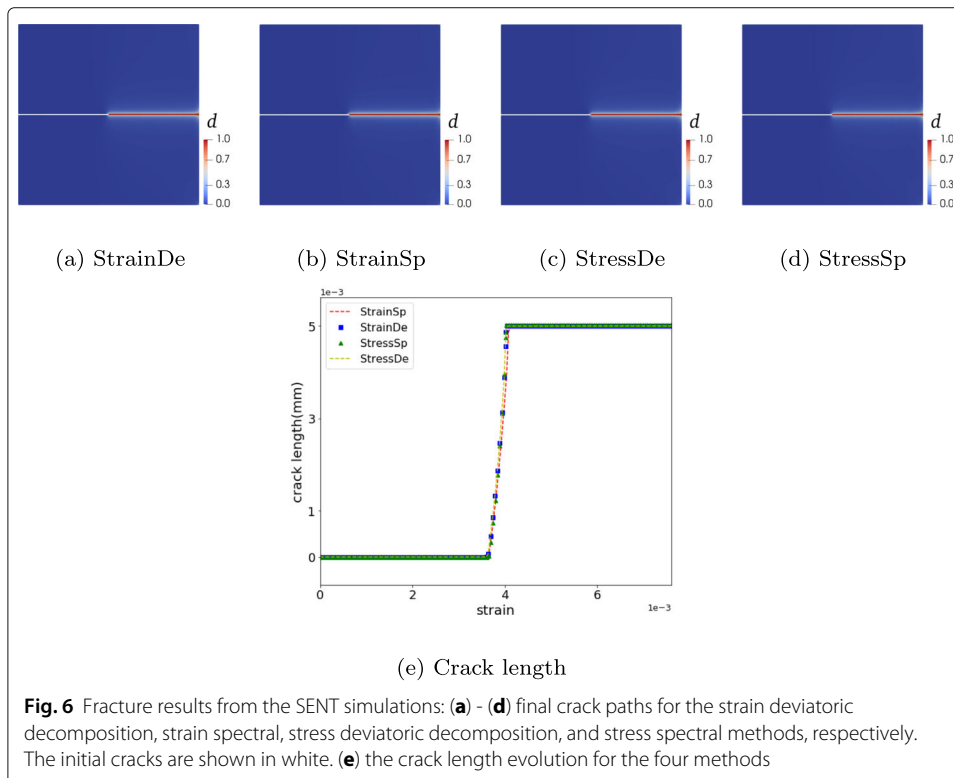 d
1.0
0.7
0.3
0.0
d
1.0
0.7
0.3
0.0
d
1.0
0.7
0.3
0.0
d
1.0
0.7
0.3
0.0
(a) StrainDe
(b) StrainSp
(c) StressDe
(d) StressSp
1e-3
StrainSp
StrainDe
StressSp
StressDe
5
3
1
0
crack length(mm)
0
2
4
6
strain
1e-3
(e) Crack length
Fig. 6 Fracture results from the SENT simulations: (a) - (d) final crack paths for the strain deviatoric
decomposition, strain spectral, stress deviatoric decomposition, and stress spectral methods, respectively.
The initial cracks are shown in white. (e) the crack length evolution for the four methods